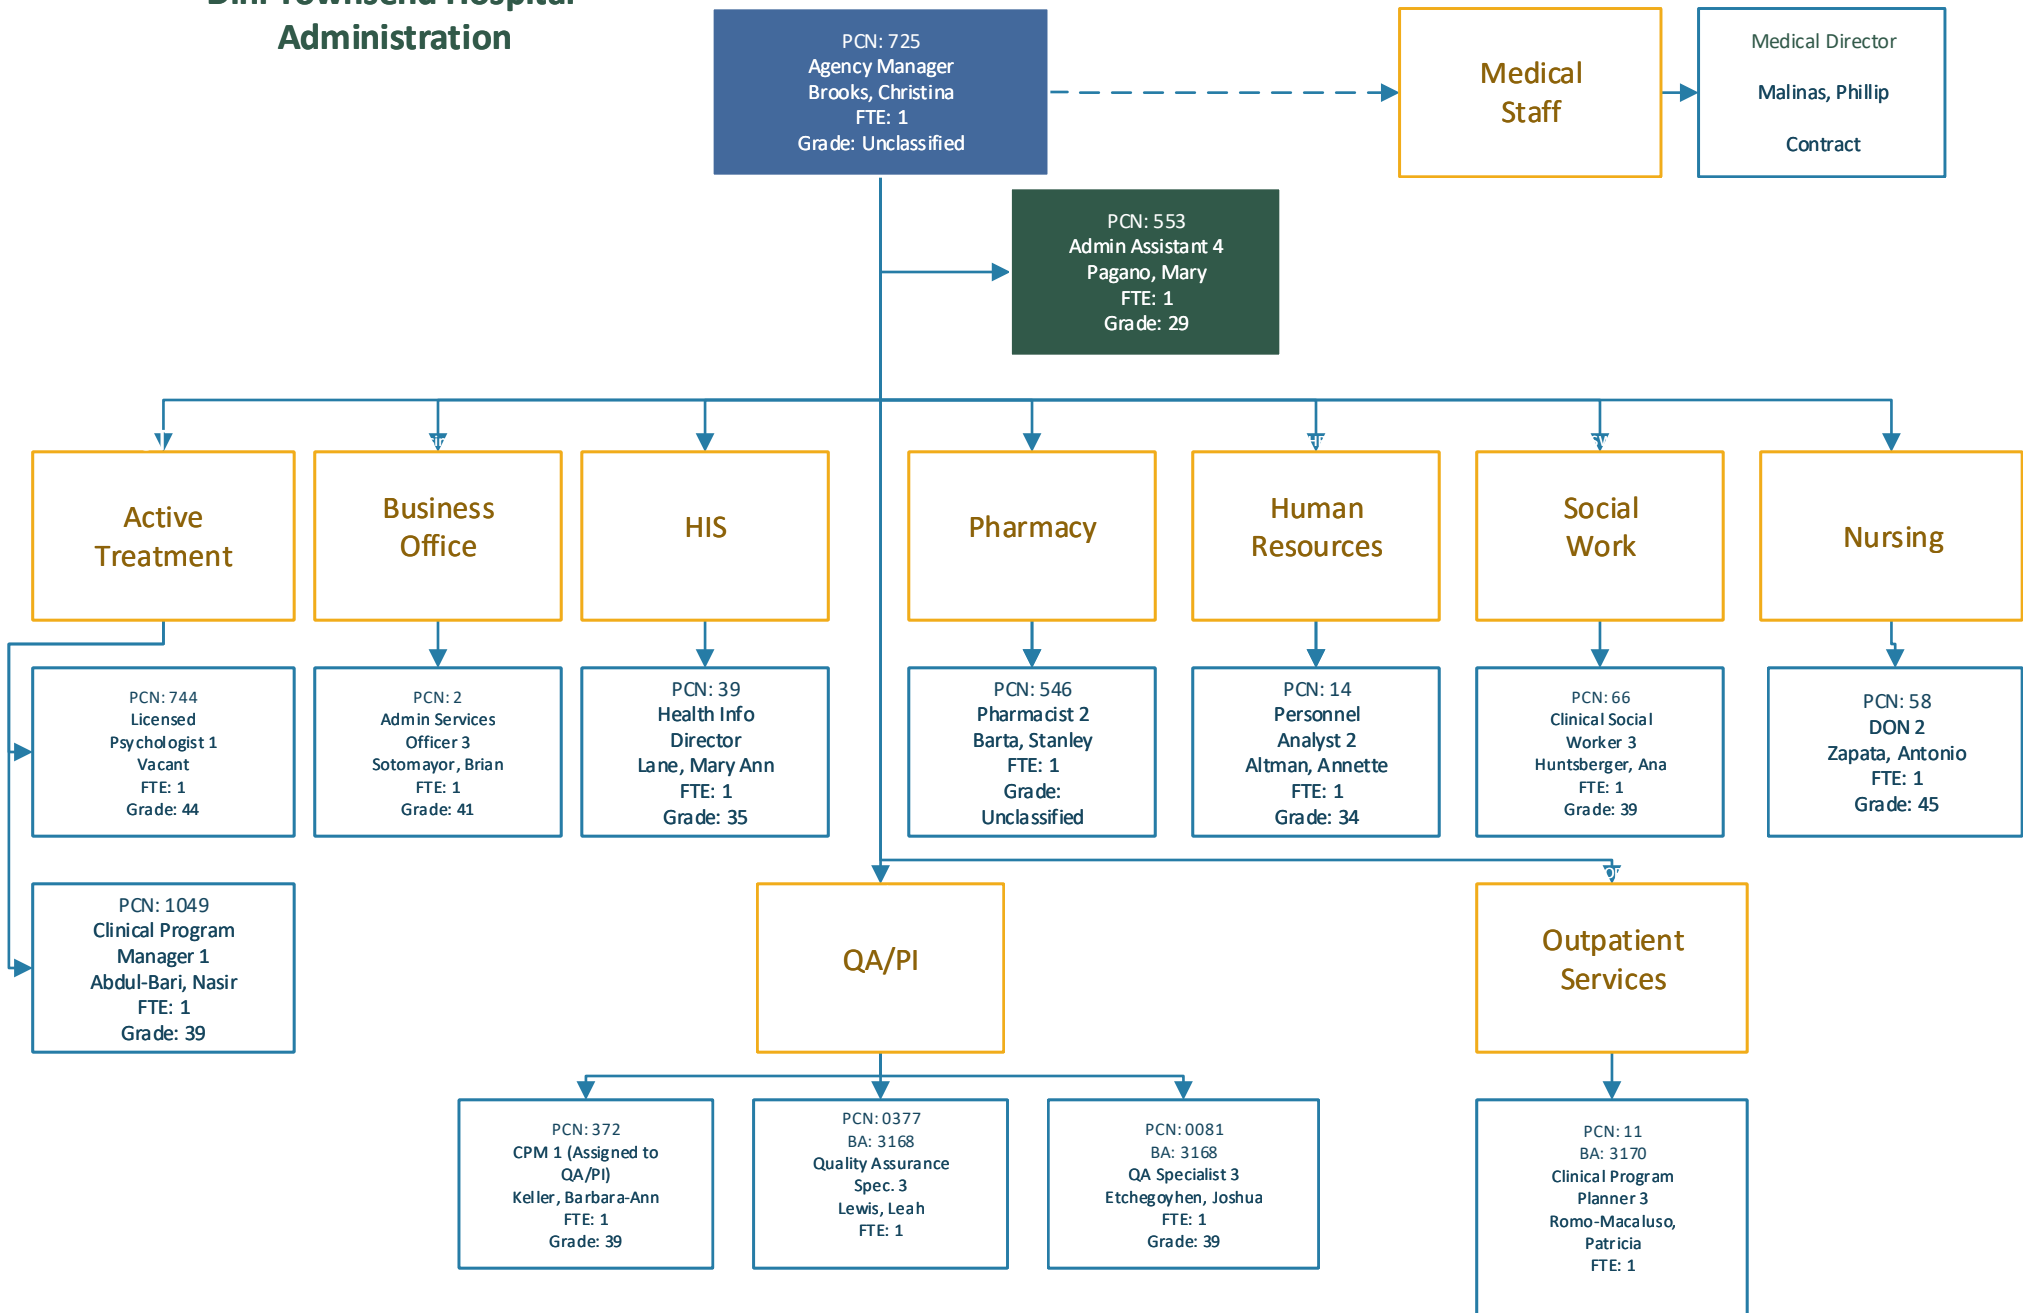 Dini-Townsend Hospital
Administration
PCN: 725
Agency Manager
Brooks, Christina
FTE: 1
Grade: Unclassified
Medical
Staff
Medical Director
Malinas, Phillip
Contract
PCN: 553
Admin Assistant 4
Pagano, Mary
FTE: 1
Grade: 29
Active
Treatment
Business
Office
HIS
Pharmacy
Human
Resources
Social
Work
Nursing
PCN: 744
Licensed
Psychologist 1
Vacant
FTE: 1
Grade: 44
PCN: 2
Admin Services
Officer 3
Sotomayor, Brian
FTE: 1
Grade: 41
PCN: 39
Health Info
Director
Lane, Mary Ann
FTE: 1
Grade: 35
PCN: 546
Pharmacist 2
Barta, Stanley
FTE: 1
Grade:
Unclassified
PCN: 14
Personnel
Analyst 2
Altman, Annette
FTE: 1
Grade: 34
PCN: 66
Clinical Social
Worker 3
Huntsberger, Ana
FTE: 1
Grade: 39
PCN: 58
DON 2
Zapata, Antonio
FTE: 1
Grade: 45
PCN: 1049
Clinical Program
Manager 1
Abdul-Bari, Nasir
FTE: 1
Grade: 39
QA/PI
Outpatient
Services
PCN: 372
CPM 1 (Assigned to
QA/PI)
Keller, Barbara-Ann
FTE: 1
Grade: 39
PCN: 0377
BA: 3168
Quality Assurance
Spec. 3
Lewis, Leah
FTE: 1
PCN: 0081
BA: 3168
QA Specialist 3
Etchegoyhen, Joshua
FTE: 1
Grade: 39
PCN: 11
BA: 3170
Clinical Program
Planner 3
Romo-Macaluso,
Patricia
FTE: 1